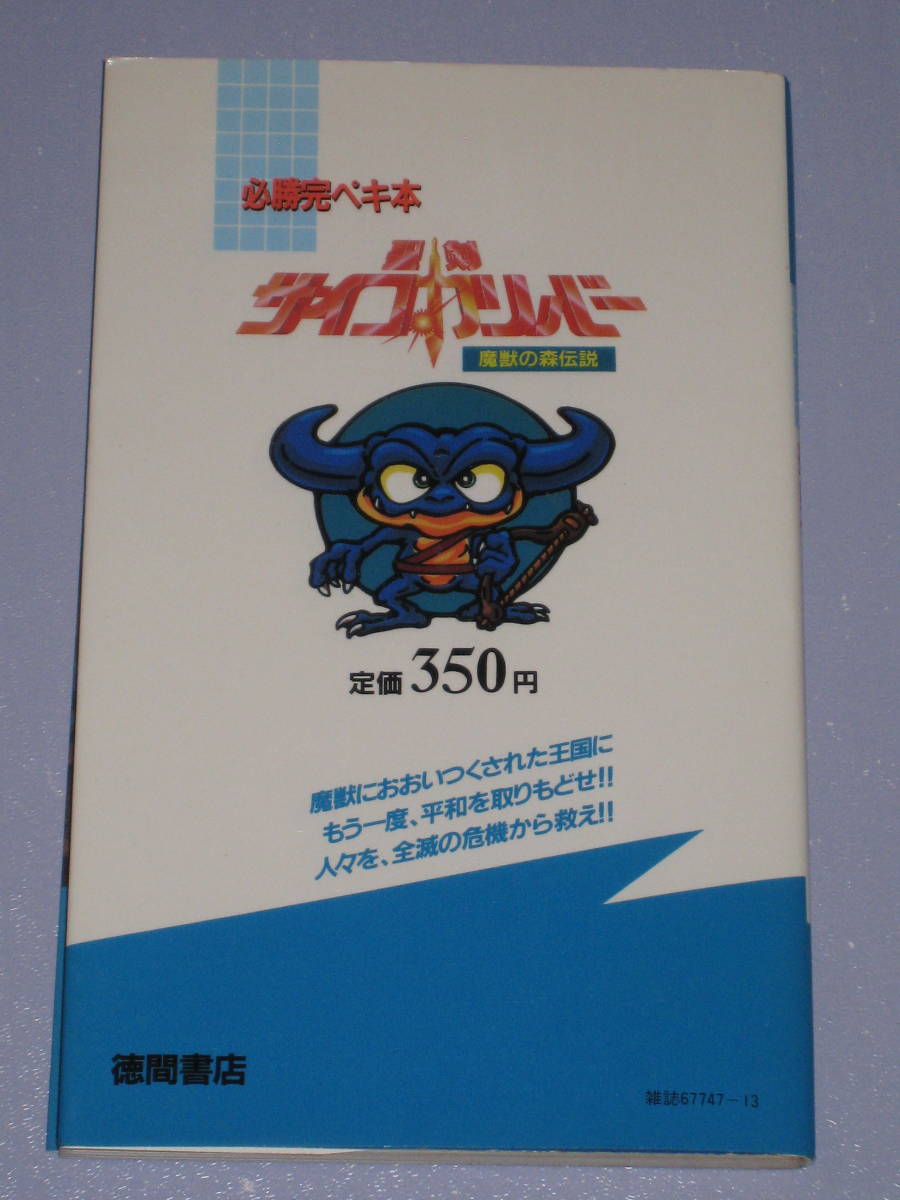 必勝完ペキ本
聖剣
サイコカリバー
魔獣の森伝説
定価350円
魔獣におおいつくされた王国に
もう一度、平和を取りもどせ!!
人々を、全滅の危機から救え!!
徳間書店
雑誌67747-13